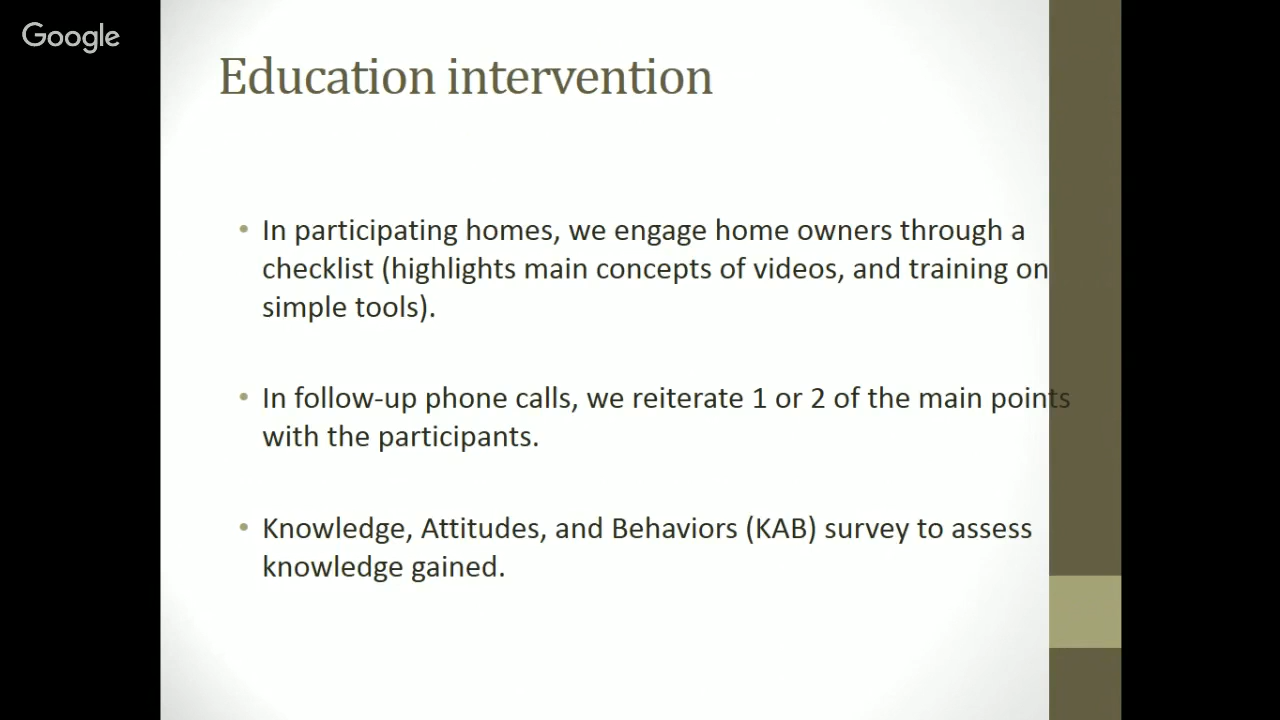 Google
Education intervention
• In participating homes, we engage home owners through a
checklist (highlights main concepts of videos, and training on
simple tools).
• In follow-up phone calls, we reiterate 1 or 2 of the main points
with the participants.
• Knowledge, Attitudes, and Behaviors (KAB) survey to assess
knowledge gained.